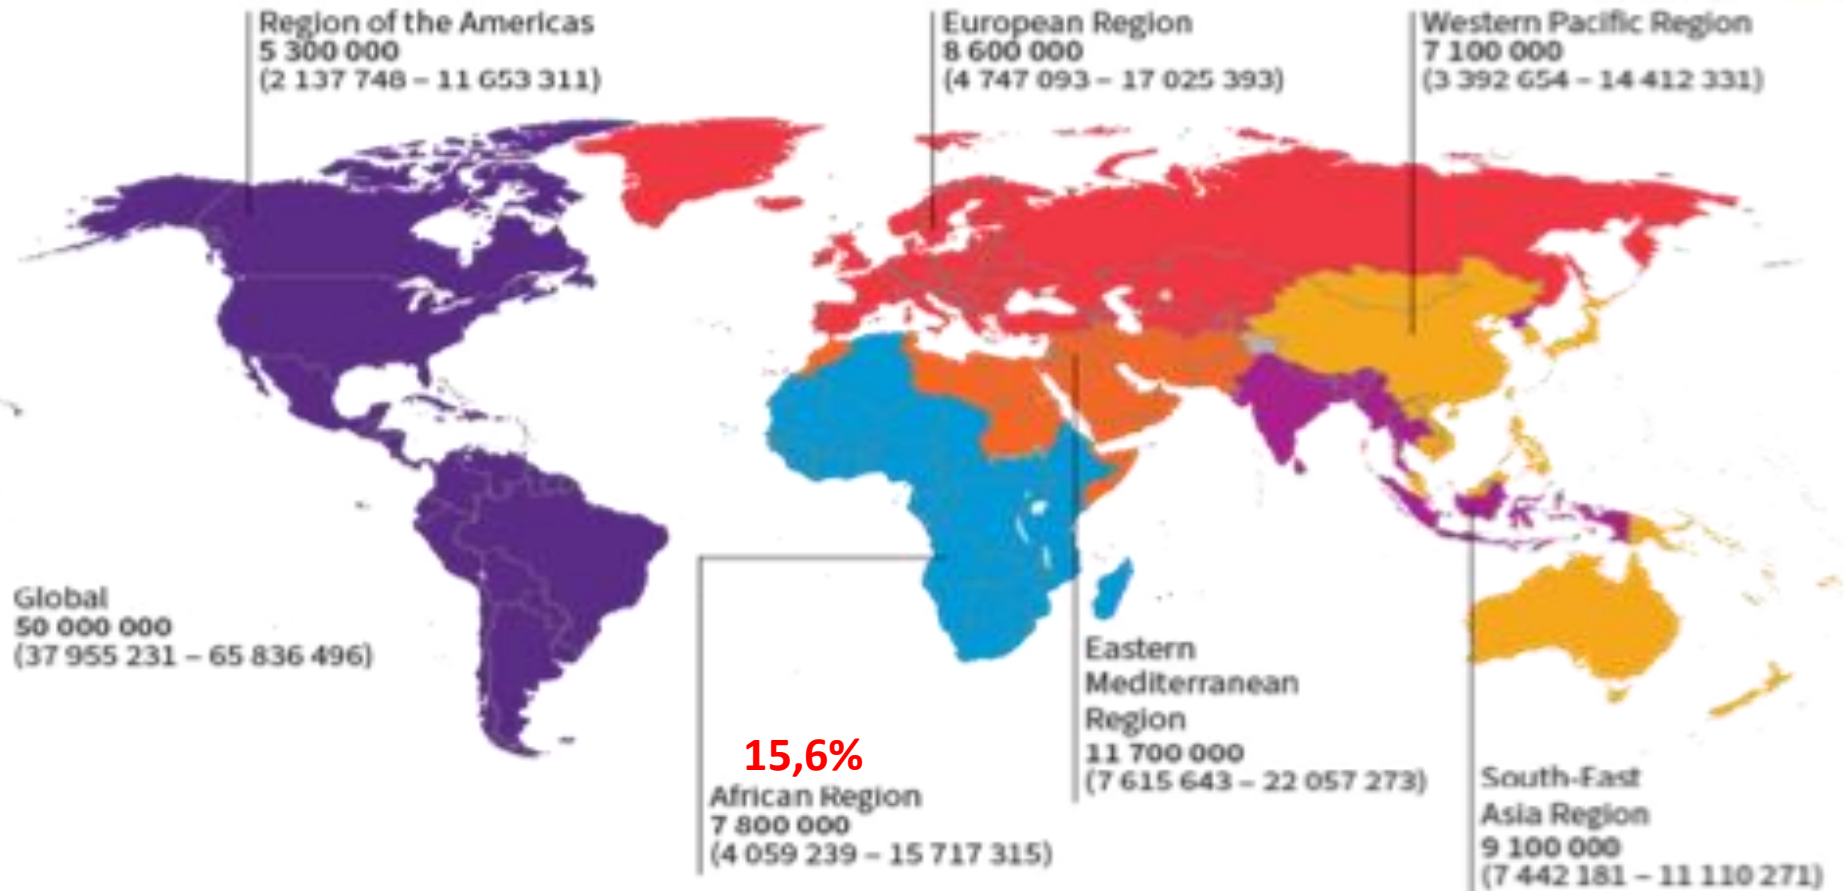 Region of the Americas
5 300 000
(2 137 748 – 11 653 311)
European Region
8 600 000
(4 747 093 – 17 025 393)
Western Pacific Region
7 100 000
(3 392 654 – 14 412 331)
Global
50 000 000
(37 955 231 – 65 836 496)
15,6%
African Region
7 800 000
(4 059 239 – 15 717 315)
Eastern
Mediterranean
Region
11 700 000
(7 615 643 – 22 057 273)
South-East
Asia Region
9 100 000
(7 442 181 – 11 110 271)